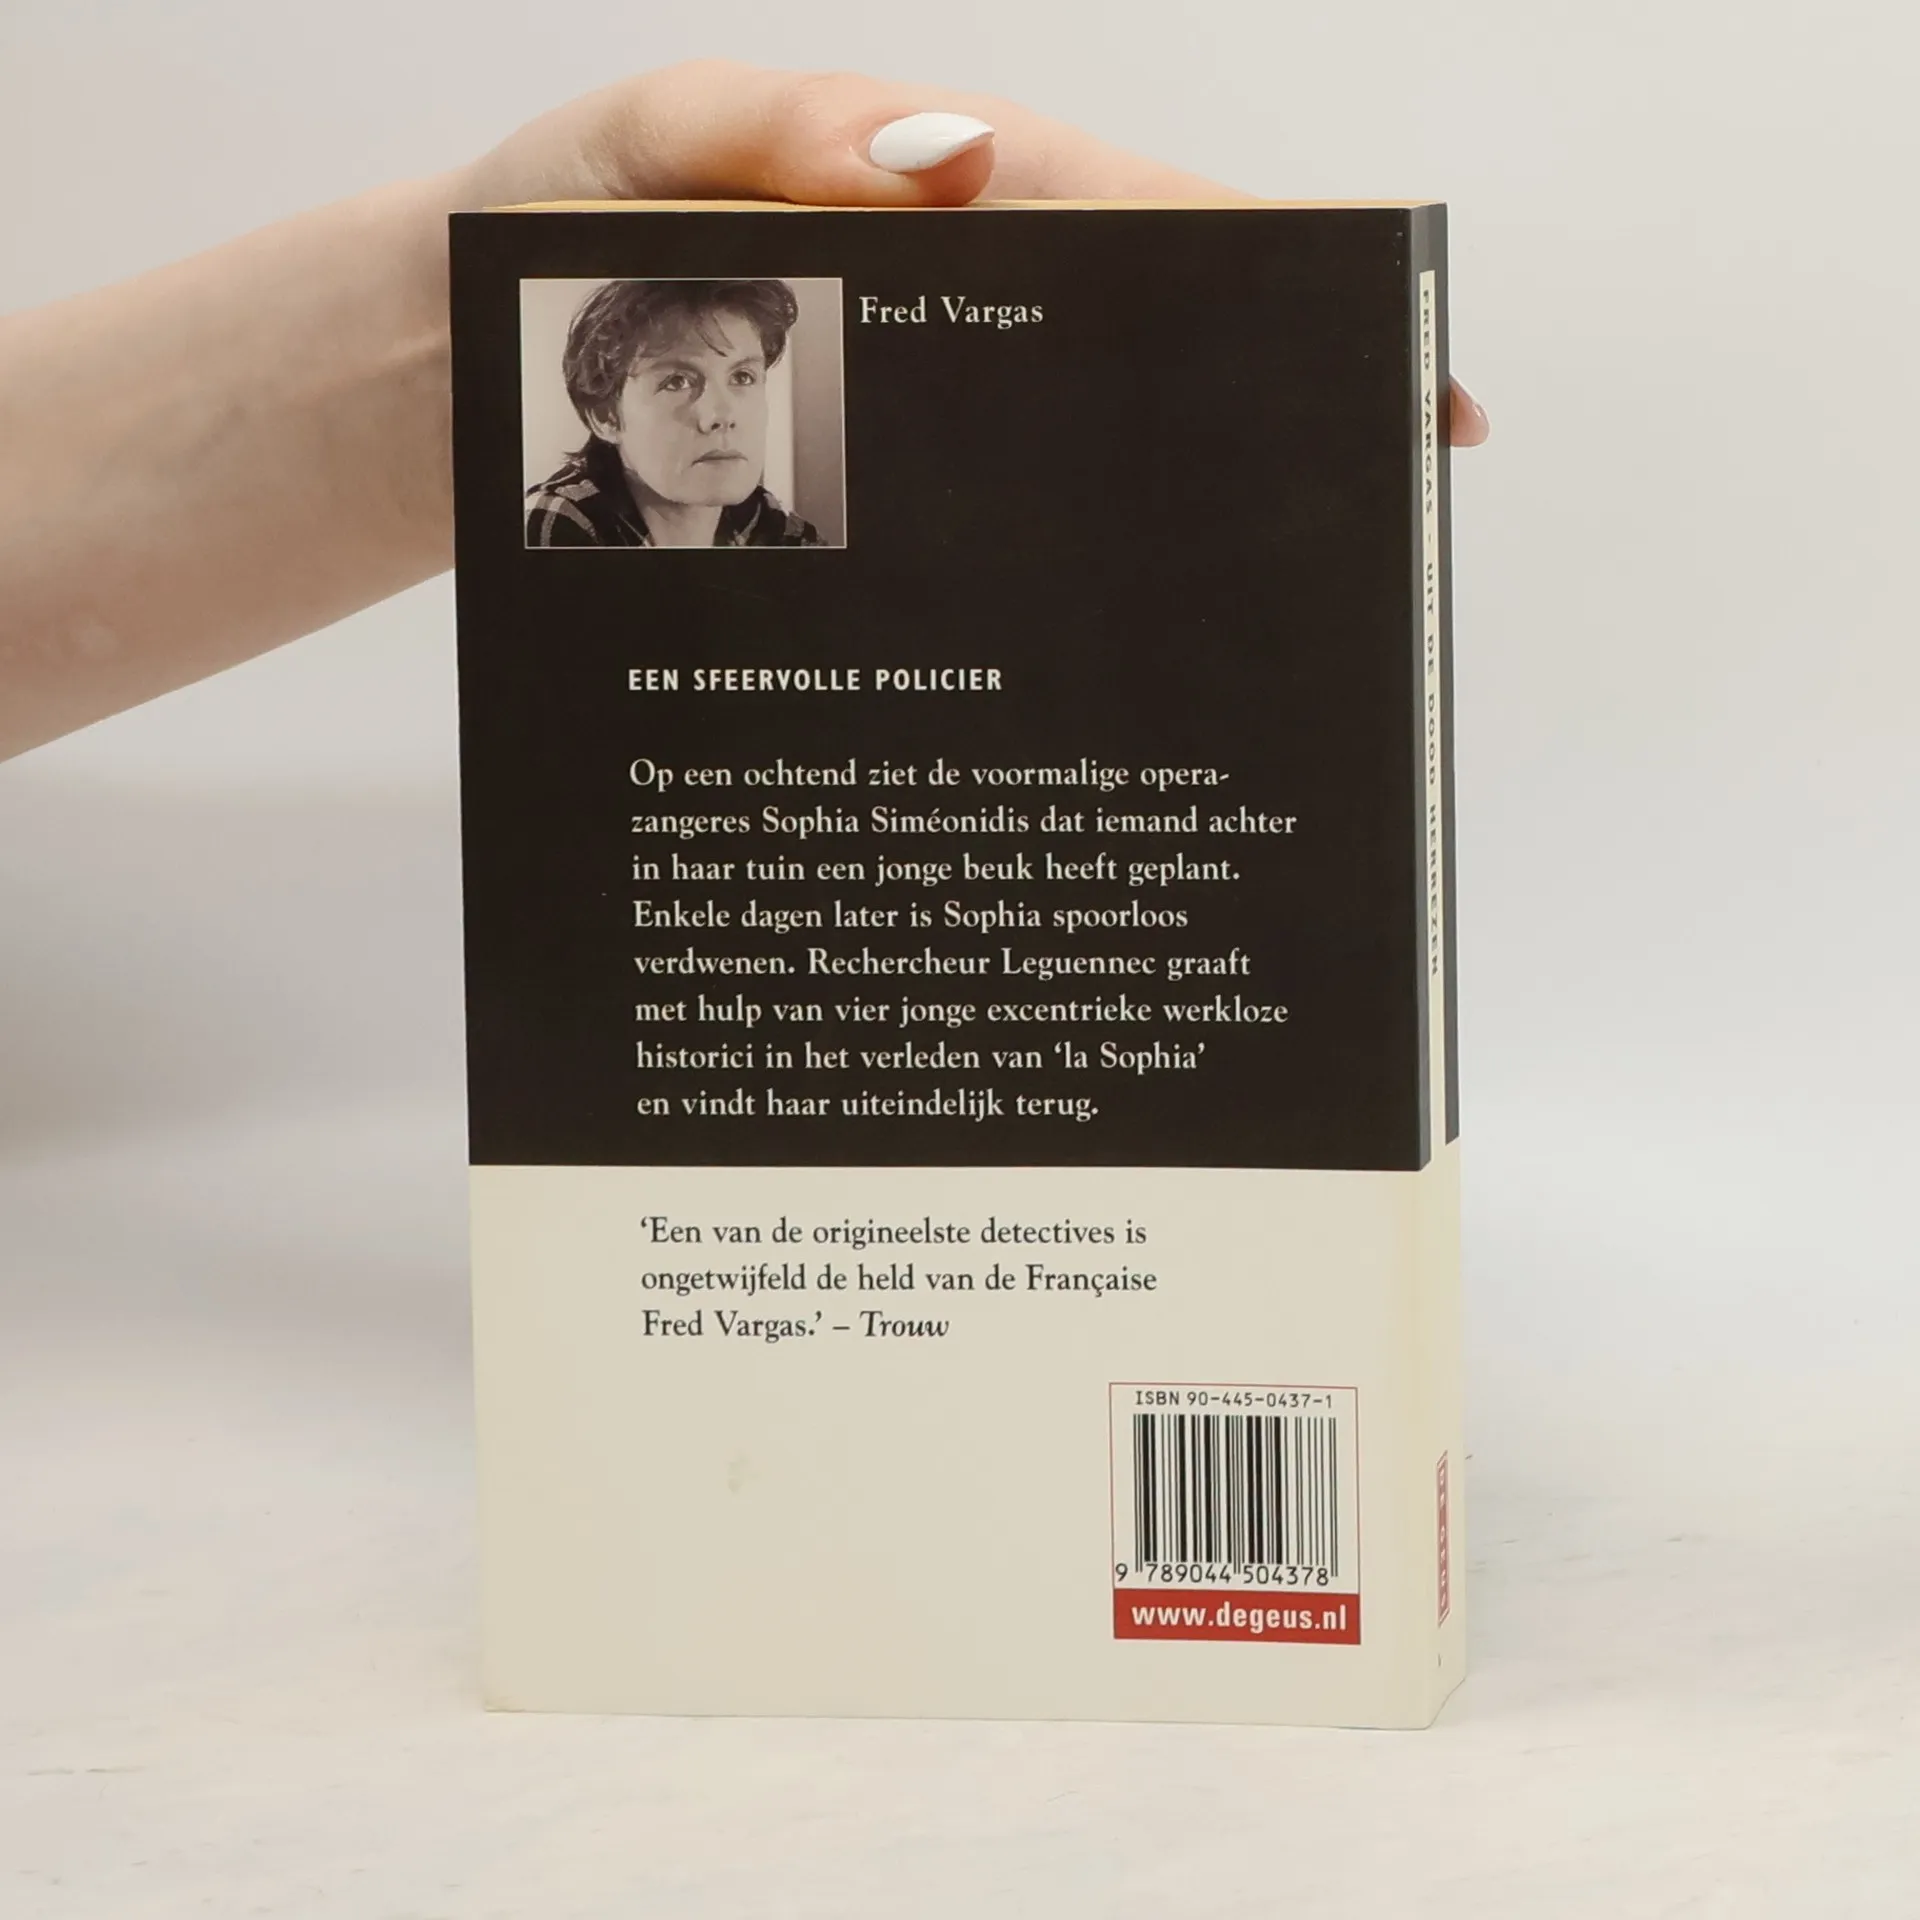 Fred Vargas
EEN SFEERVOLLE POLICIER
Op een ochtend ziet de voormalige opera-
zangeres Sophia Siméonidis dat iemand achter
in haar tuin een jonge beuk heeft geplant.
Enkele dagen later is Sophia spoorloos
verdwenen. Rechercheur Leguennec graaft
met hulp van vier jonge excentrieke werkloze
historici in het verleden van ‘la Sophia’
en vindt haar uiteindelijk terug.
‘Een van de origineelste detectives is
ongetwijfeld de held van de Française
Fred Vargas.’ – Trouw
ISBN 90-445-0437-1
9 789044 504378
www.degeus.nl
FRED VARGAS - UIT DE DOOD HERREZEN
DE GEUS